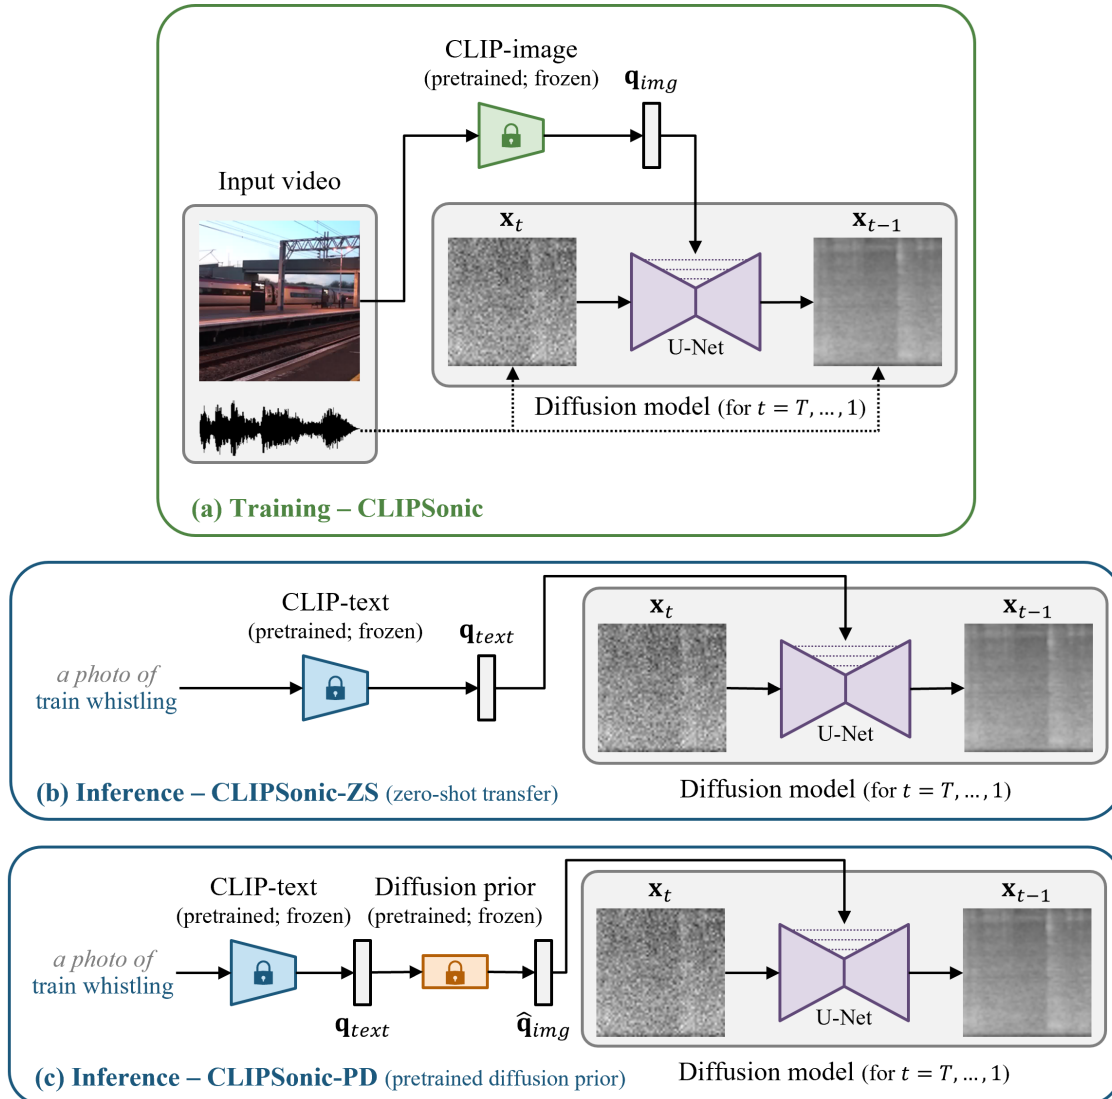 CLIP-image
(pretrained; frozen)
𝐪_img
Input video
𝐱_t
𝐱_{t−1}
U-Net
Diffusion model (for t = T, … , 1)
(a) Training – CLIPSonic
CLIP-text
(pretrained; frozen)
𝐪_text
𝐱_t
𝐱_{t−1}
a photo of
train whistling
U-Net
(b) Inference – CLIPSonic-ZS (zero-shot transfer)
Diffusion model (for t = T, … , 1)
CLIP-text
(pretrained; frozen)
Diffusion prior
(pretrained; frozen)
𝐱_t
𝐱_{t−1}
a photo of
train whistling
𝐪_text
𝐪̂_img
U-Net
(c) Inference – CLIPSonic-PD (pretrained diffusion prior)
Diffusion model (for t = T, … , 1)